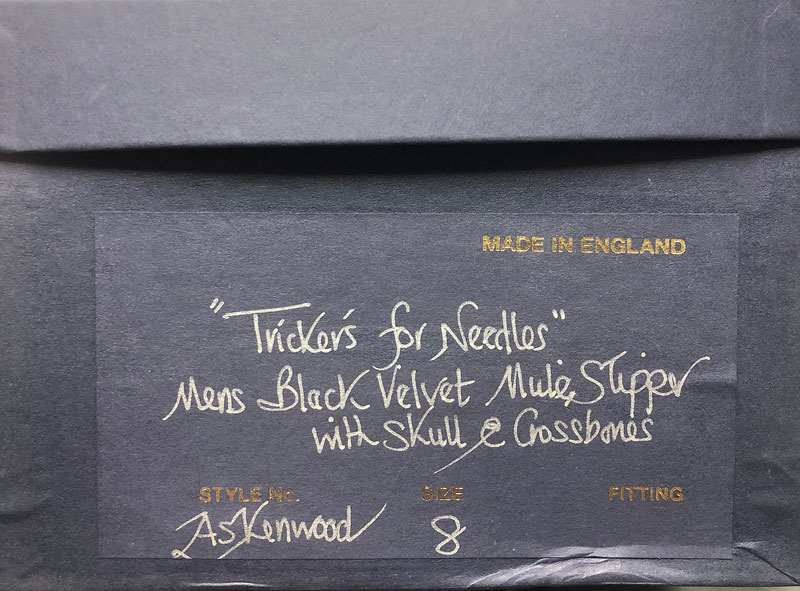 MADE IN ENGLAND
"Tricker's for Needles"
Mens Black Velvet Mule Slipper
with Skull & Crossbones
STYLE No. SIZE FITTING
As Kenwood 8